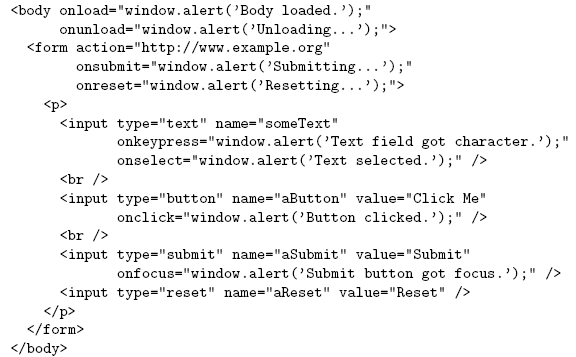 <body onload="window.alert('Body loaded.');"
      onunload="window.alert('Unloading...');">
  <form action="http://www.example.org"
        onsubmit="window.alert('Submitting...');"
        onreset="window.alert('Resetting...');">
    <p>
      <input type="text" name="someText"
             onkeypress="window.alert('Text field got character.');"
             onselect="window.alert('Text selected.');" />
      <br />
      <input type="button" name="aButton" value="Click Me"
             onclick="window.alert('Button clicked.');" />
      <br />
      <input type="submit" name="aSubmit" value="Submit"
             onfocus="window.alert('Submit button got focus.');" />
      <input type="reset" name="aReset" value="Reset" />
    </p>
  </form>
</body>